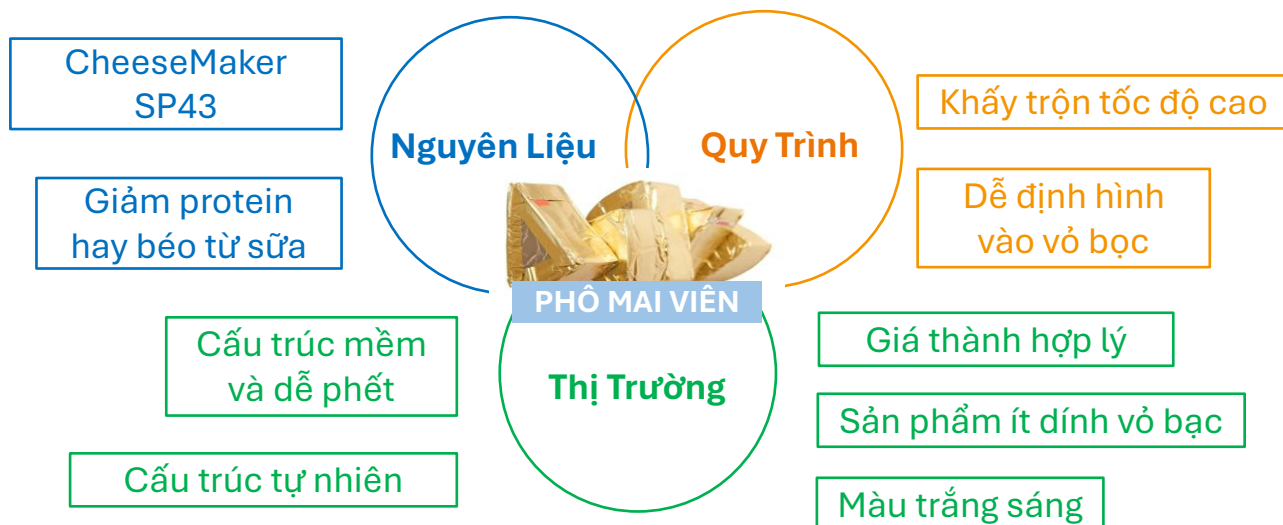 CheeseMaker
SP43
Giảm protein
hay béo từ sữa
Nguyên Liệu
Quy Trình
Khấy trộn tốc độ cao
Dễ định hình
vào vỏ bọc
PHÔ MAI VIÊN
Cấu trúc mềm
và dễ phết
Cấu trúc tự nhiên
Thị Trường
Giá thành hợp lý
Sản phẩm ít dính vỏ bạc
Màu trắng sáng